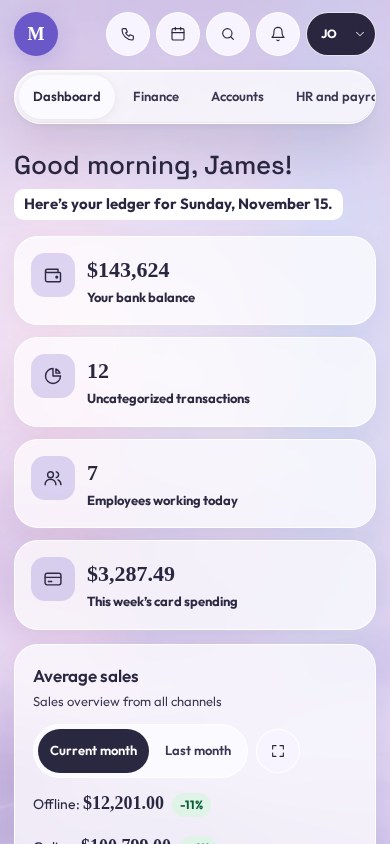 M
JO
Dashboard Finance Accounts HR and payro
Good morning, James!
Here’s your ledger for Sunday, November 15.
$143,624
Your bank balance
12
Uncategorized transactions
7
Employees working today
$3,287.49
This week’s card spending
Average sales
Sales overview from all channels
Current month Last month
Offline: $12,201.00 -11%